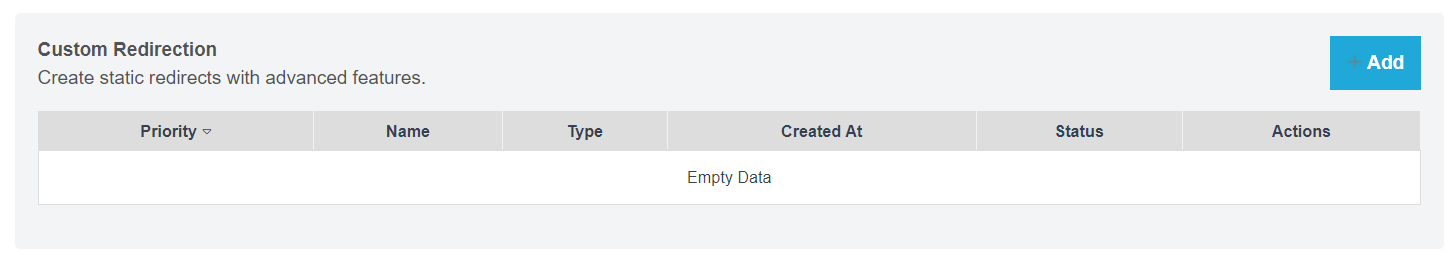 Custom Redirection
Create static redirects with advanced features.
+ Add
Priority Name Type Created At Status Actions
Empty Data